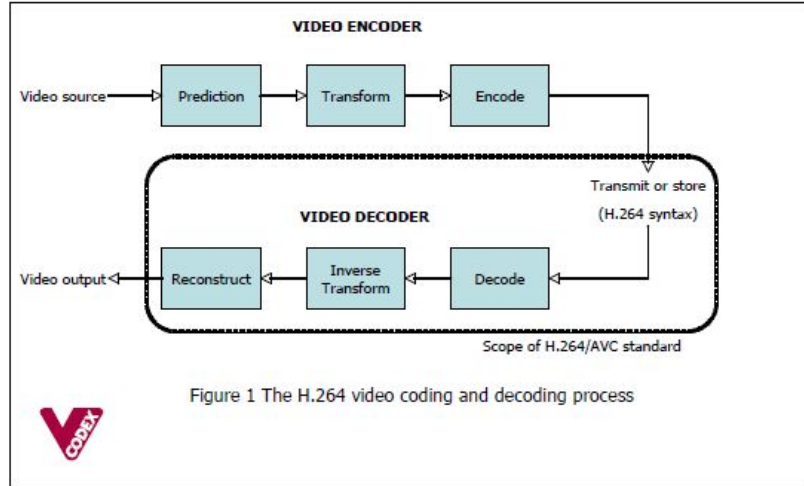 VIDEO ENCODER
Video source
Prediction
Transform
Encode
Transmit or store
(H.264 syntax)
VIDEO DECODER
Video output
Reconstruct
Inverse
Transform
Decode
Scope of H.264/AVC standard
Figure 1 The H.264 video coding and decoding process
V
CODEX